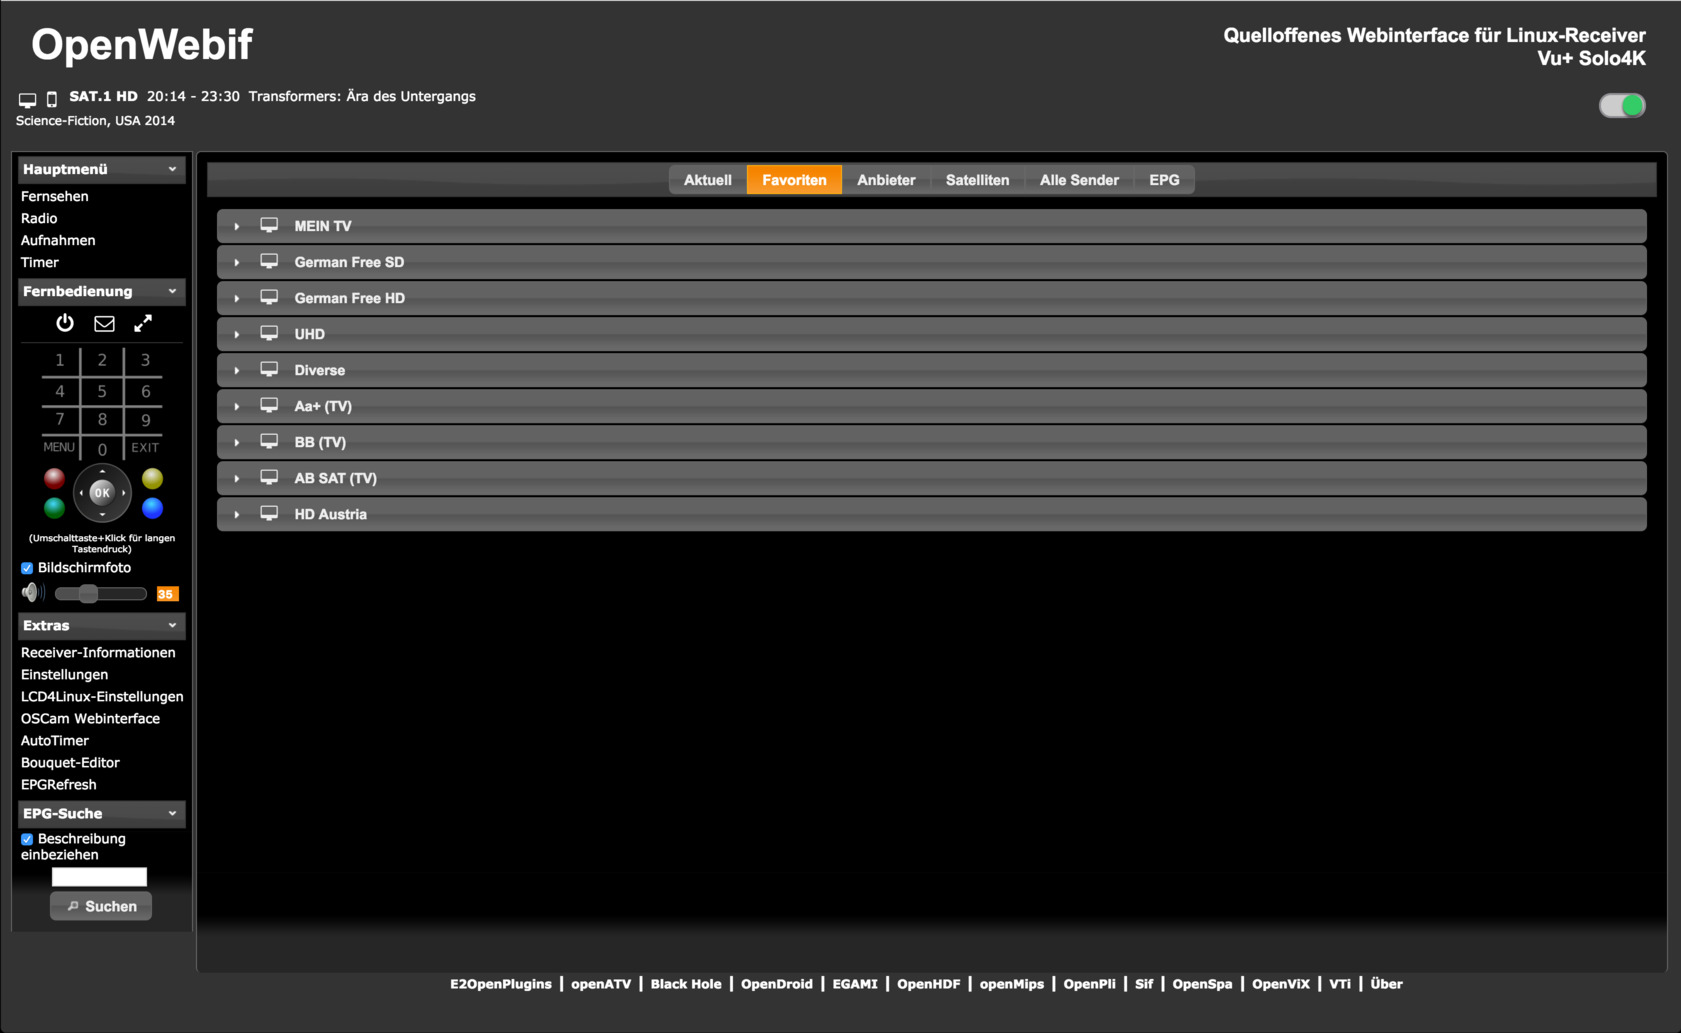 OpenWebif
Quelloffenes Webinterface für Linux-Receiver
Vu+ Solo4K
SAT.1 HD 20:14 - 23:30 Transformers: Ära des Untergangs
Science-Fiction, USA 2014
Hauptmenü
Fernsehen
Radio
Aufnahmen
Timer
Fernbedienung
1 2 3
4 5 6
7 8 9
MENU 0 EXIT
OK
(Umschalttaste+Klick für langen
Tastendruck)
Bildschirmfoto
35
Extras
Receiver-Informationen
Einstellungen
LCD4Linux-Einstellungen
OSCam Webinterface
AutoTimer
Bouquet-Editor
EPGRefresh
EPG-Suche
Beschreibung
einbeziehen
Suchen
Aktuell Favoriten Anbieter Satelliten Alle Sender EPG
MEIN TV
German Free SD
German Free HD
UHD
Diverse
Aa+ (TV)
BB (TV)
AB SAT (TV)
HD Austria
E2OpenPlugins | openATV | Black Hole | OpenDroid | EGAMI | OpenHDF | openMips | OpenPli | Sif | OpenSpa | OpenViX | VTi | Über